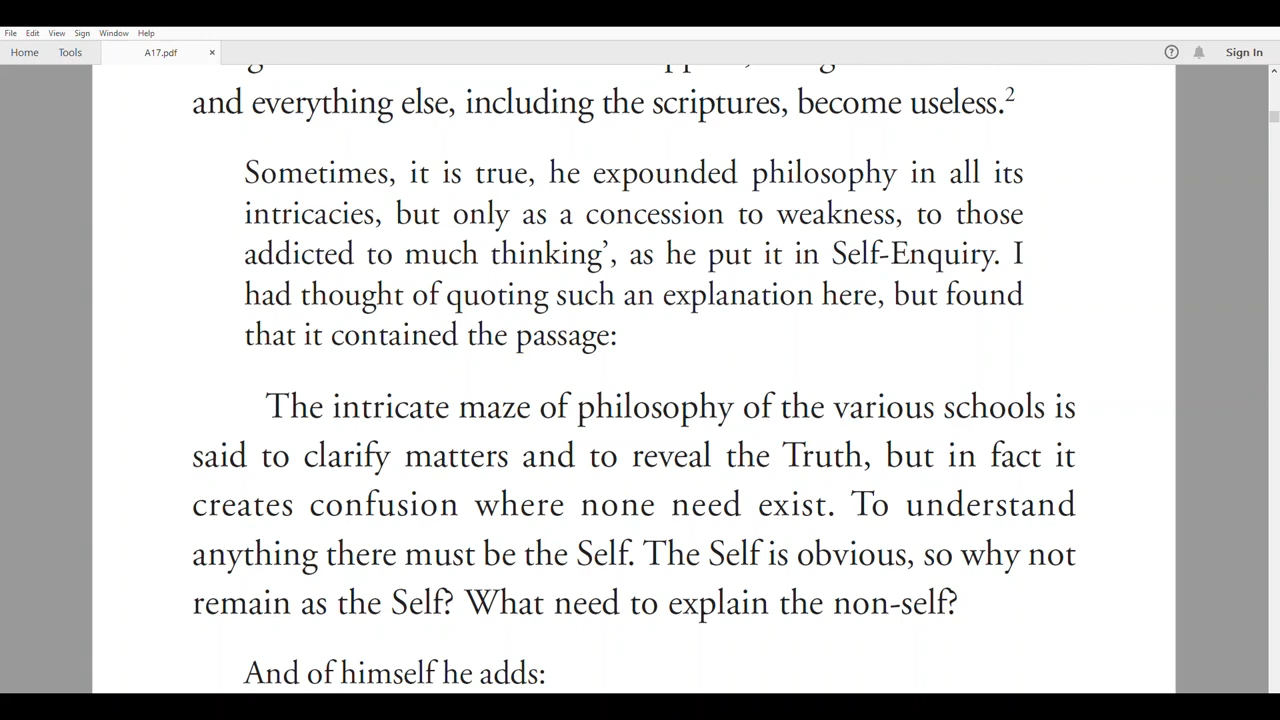 File Edit View Sign Window Help
Home Tools A17.pdf × ? Sign In
and everything else, including the scriptures, become useless.2
Sometimes, it is true, he expounded philosophy in all its
intricacies, but only as a concession to weakness, to those
addicted to much thinking’, as he put it in Self-Enquiry. I
had thought of quoting such an explanation here, but found
that it contained the passage:
The intricate maze of philosophy of the various schools is
said to clarify matters and to reveal the Truth, but in fact it
creates confusion where none need exist. To understand
anything there must be the Self. The Self is obvious, so why not
remain as the Self? What need to explain the non-self?
And of himself he adds: